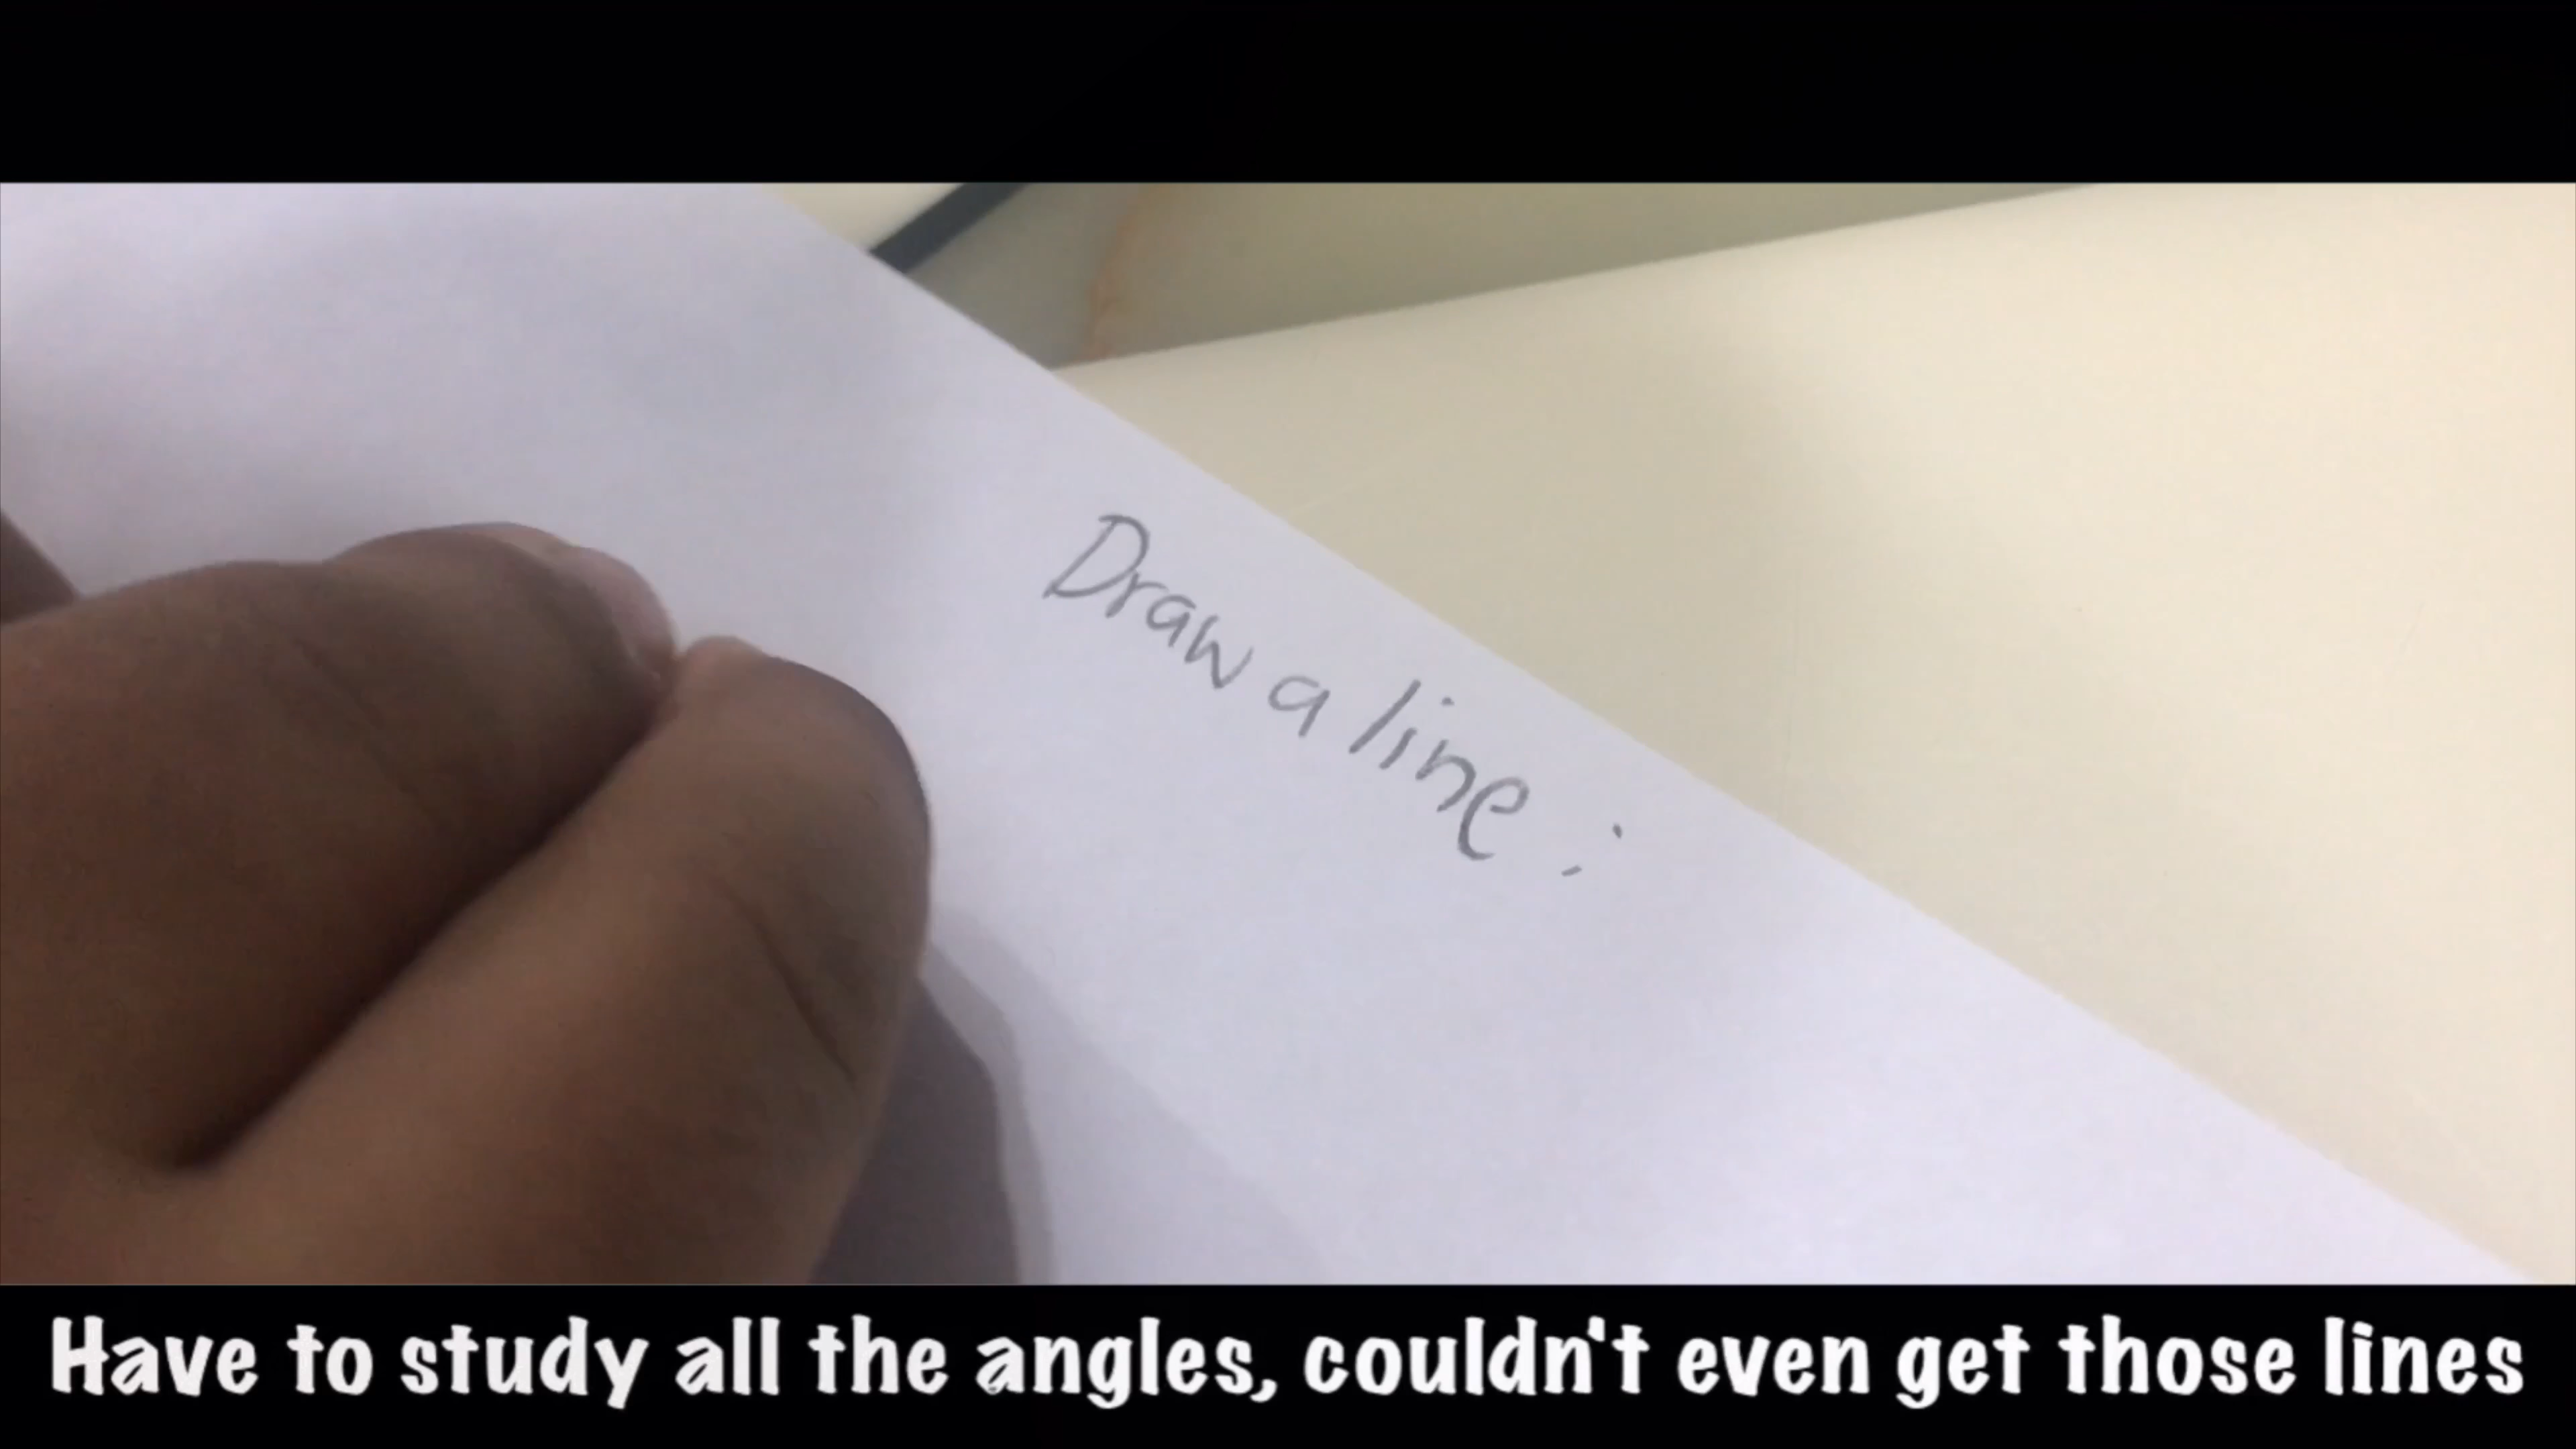 Draw a line :
Have to study all the angles, couldn't even get those lines